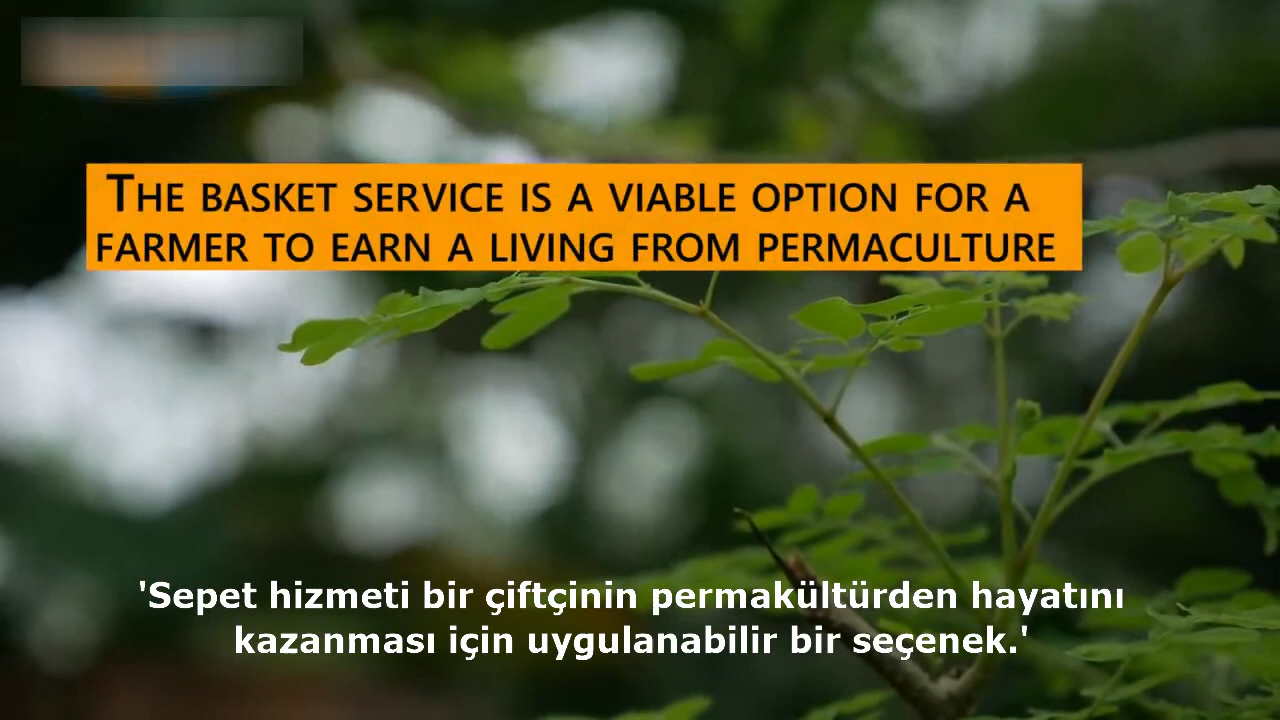 THE BASKET SERVICE IS A VIABLE OPTION FOR A
FARMER TO EARN A LIVING FROM PERMACULTURE
'Sepet hizmeti bir çiftçinin permakültürden hayatını
kazanması için uygulanabilir bir seçenek.'